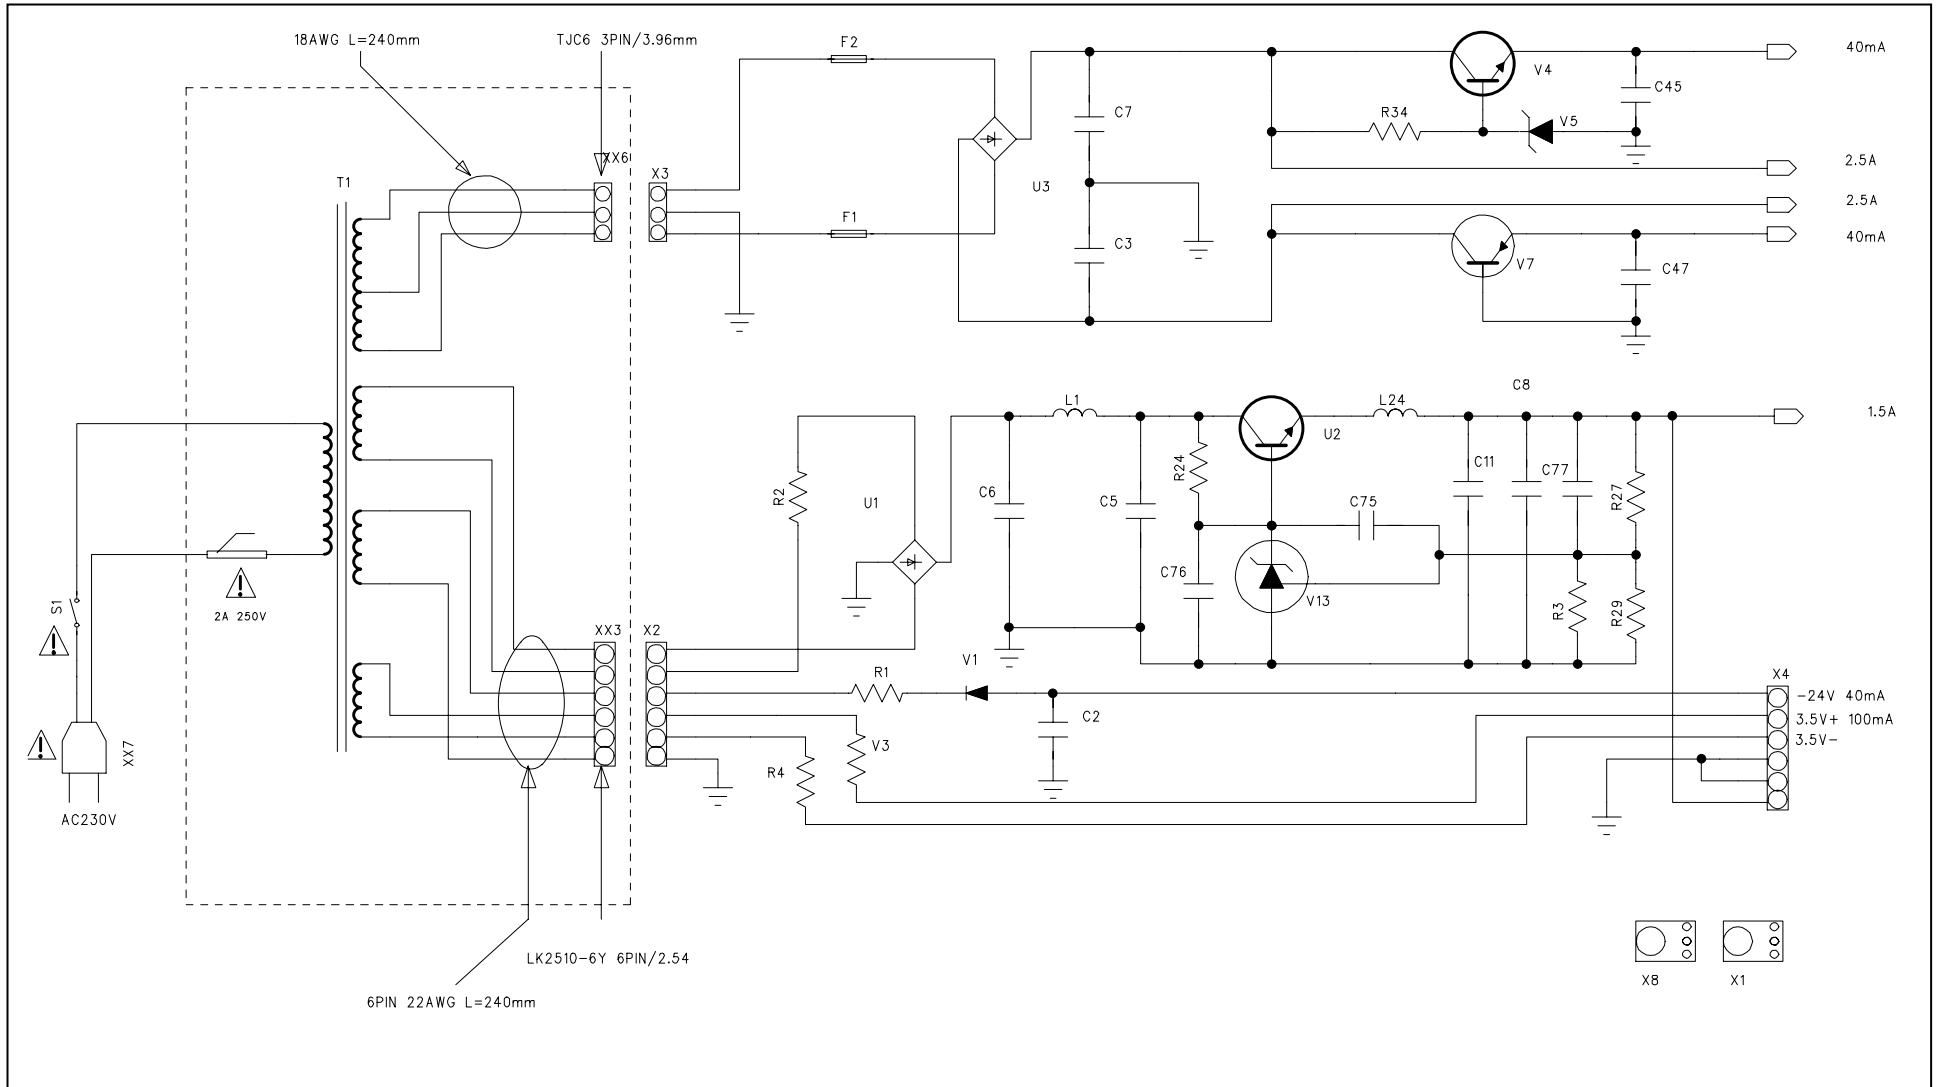 18AWG L=240mm
TJC6 3PIN/3.96mm
F2
40mA
V4
C45
C7
R34
V5
XX6
X3
2.5A
T1
U3
2.5A
F1
40mA
C3
V7
C47
C8
L1
L24
1.5A
U2
R24
C11
C77
R2
C6
C5
C75
R27
U1
C76
S1
2A 250V
V13
R3
R29
XX3
X2
V1
R1
X4
-24V 40mA
C2
3.5V+ 100mA
V3
3.5V-
XX7
R4
AC230V
LK2510-6Y 6PIN/2.54
X8
X1
6PIN 22AWG L=240mm